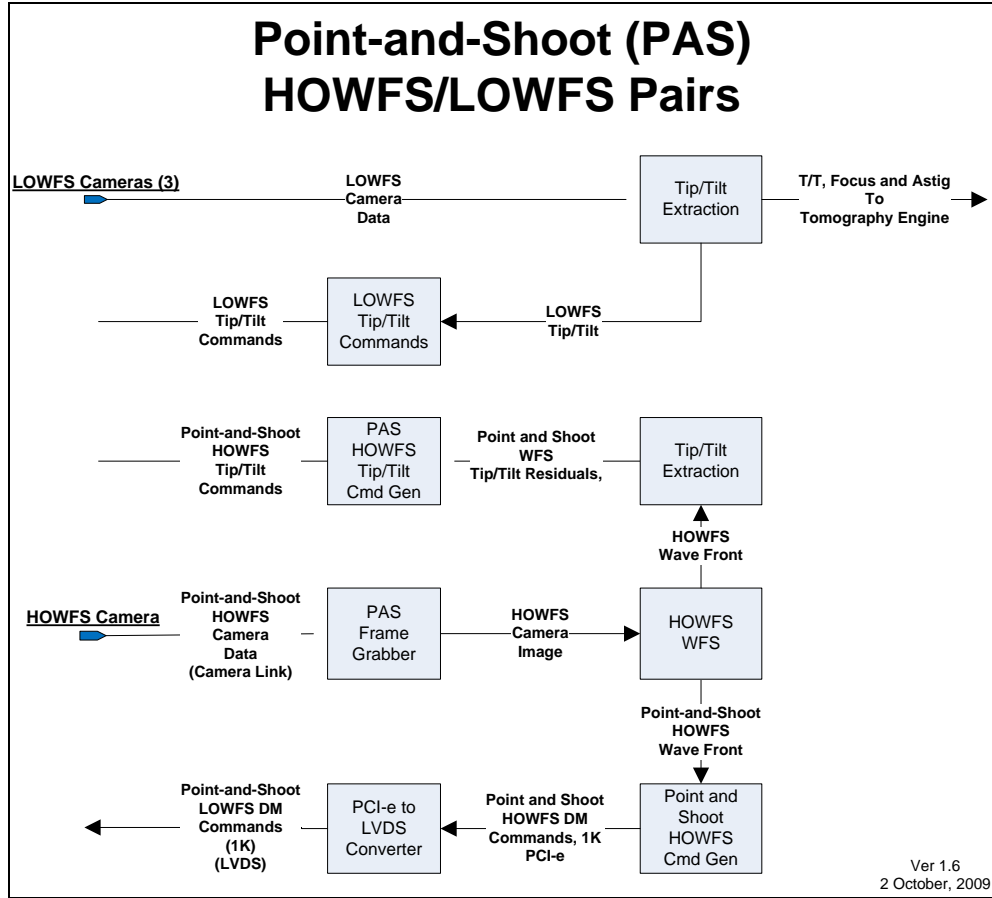 Point-and-Shoot (PAS)
HOWFS/LOWFS Pairs
LOWFS Cameras (3)
LOWFS
Camera
Data
Tip/Tilt
Extraction
T/T, Focus and Astig
To
Tomography Engine
LOWFS
Tip/Tilt
Commands
LOWFS
Tip/Tilt
Commands
LOWFS
Tip/Tilt
Point-and-Shoot
HOWFS
Tip/Tilt
Commands
PAS
HOWFS
Tip/Tilt
Cmd Gen
Point and Shoot
WFS
Tip/Tilt Residuals,
Tip/Tilt
Extraction
HOWFS
Wave Front
HOWFS Camera
Point-and-Shoot
HOWFS
Camera
Data
(Camera Link)
PAS
Frame
Grabber
HOWFS
Camera
Image
HOWFS
WFS
Point-and-Shoot
HOWFS
Wave Front
Point-and-Shoot
LOWFS DM
Commands
(1K)
(LVDS)
PCI-e to
LVDS
Converter
Point and Shoot
HOWFS DM
Commands, 1K
PCI-e
Point and
Shoot
HOWFS
Cmd Gen
Ver 1.6
2 October, 2009